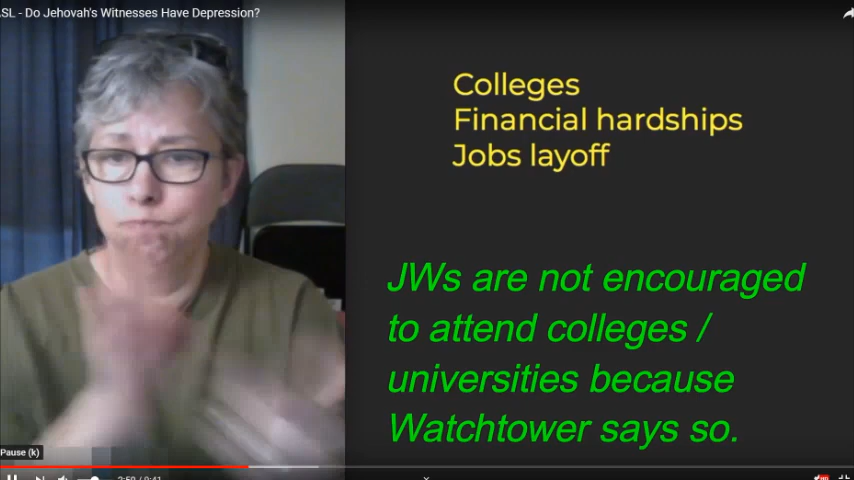 SL - Do Jehovah's Witnesses Have Depression?
Colleges
Financial hardships
Jobs layoff
JWs are not encouraged
to attend colleges /
universities because
Watchtower says so.
Pause (k)